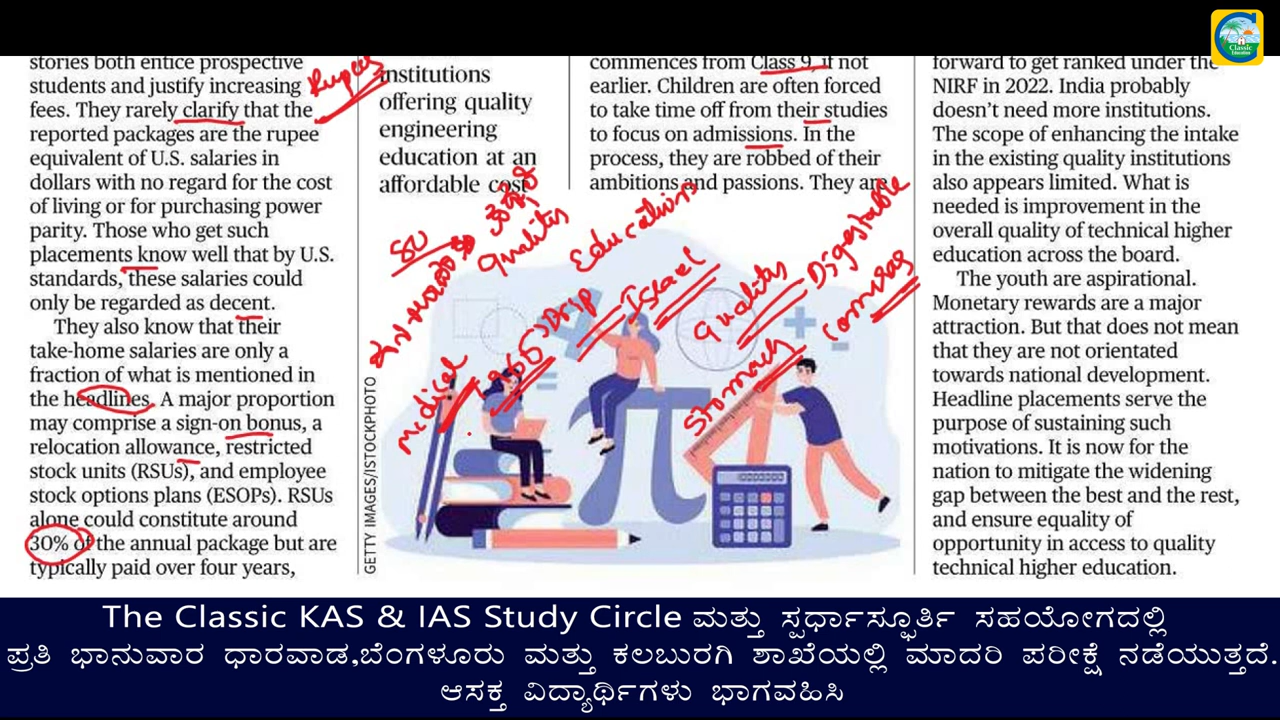 stories both entice prospective
students and justify increasing
fees. They rarely clarify that the
reported packages are the rupee
equivalent of U.S. salaries in
dollars with no regard for the cost
of living or for purchasing power
parity. Those who get such
placements know well that by U.S.
standards, these salaries could
only be regarded as decent.
They also know that their
take-home salaries are only a
fraction of what is mentioned in
the headlines. A major proportion
may comprise a sign-on bonus, a
relocation allowance, restricted
stock units (RSUs), and employee
stock options plans (ESOPs). RSUs
alone could constitute around
30% of the annual package but are
typically paid over four years,
Rupees
institutions
offering quality
engineering
education at an
affordable cost
commences from Class 9, if not
earlier. Children are often forced
to take time off from their studies
to focus on admissions. In the
process, they are robbed of their
ambitions and passions. They are
Quality
Education
Medical
1965
Drip
Israel
Quality
Digestable
Stomach
GETTY IMAGES/ISTOCKPHOTO
forward to get ranked under the
NIRF in 2022. India probably
doesn't need more institutions.
The scope of enhancing the intake
in the existing quality institutions
also appears limited. What is
needed is improvement in the
overall quality of technical higher
education across the board.
The youth are aspirational.
Monetary rewards are a major
attraction. But that does not mean
that they are not orientated
towards national development.
Headline placements serve the
purpose of sustaining such
motivations. It is now for the
nation to mitigate the widening
gap between the best and the rest,
and ensure equality of
opportunity in access to quality
technical higher education.
Classic
Education
The Classic KAS & IAS Study Circle ಮತ್ತು ಸ್ಪರ್ಧಾಸ್ಫೂರ್ತಿ ಸಹಯೋಗದಲ್ಲಿ
ಪ್ರತಿ ಭಾನುವಾರ ಧಾರವಾಡ,ಬೆಂಗಳೂರು ಮತ್ತು ಕಲಬುರಗಿ ಶಾಖೆಯಲ್ಲಿ ಮಾದರಿ ಪರೀಕ್ಷೆ ನಡೆಯುತ್ತದೆ.
ಆಸಕ್ತ ವಿದ್ಯಾರ್ಥಿಗಳು ಭಾಗವಹಿಸಿ